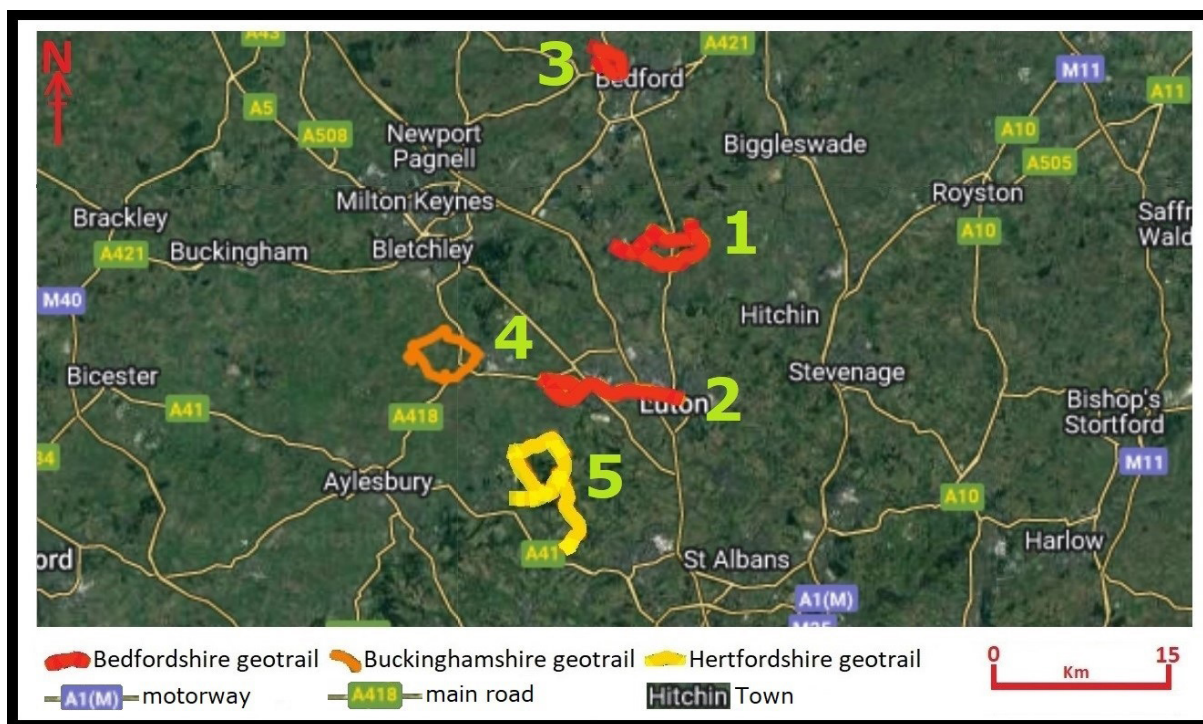 A43
N
3
A421
Bedford
M11
A11
A5
A508
Newport
Pagnell
A10
Biggleswade
A505
Milton Keynes
Royston
Saffr
Wald
Brackley
1
A421
Buckingham
Bletchley
A10
M40
Hitchin
4
Bicester
Stevenage
Luton
2
A41
A418
Bishop's
Stortford
34
5
M11
Aylesbury
A10
A41
St Albans
Harlow
ord
A1(M)
M25
Bedfordshire geotrail
Buckinghamshire geotrail
Hertfordshire geotrail
0
15
Km
A1(M)
motorway
A418
main road
Hitchin
Town